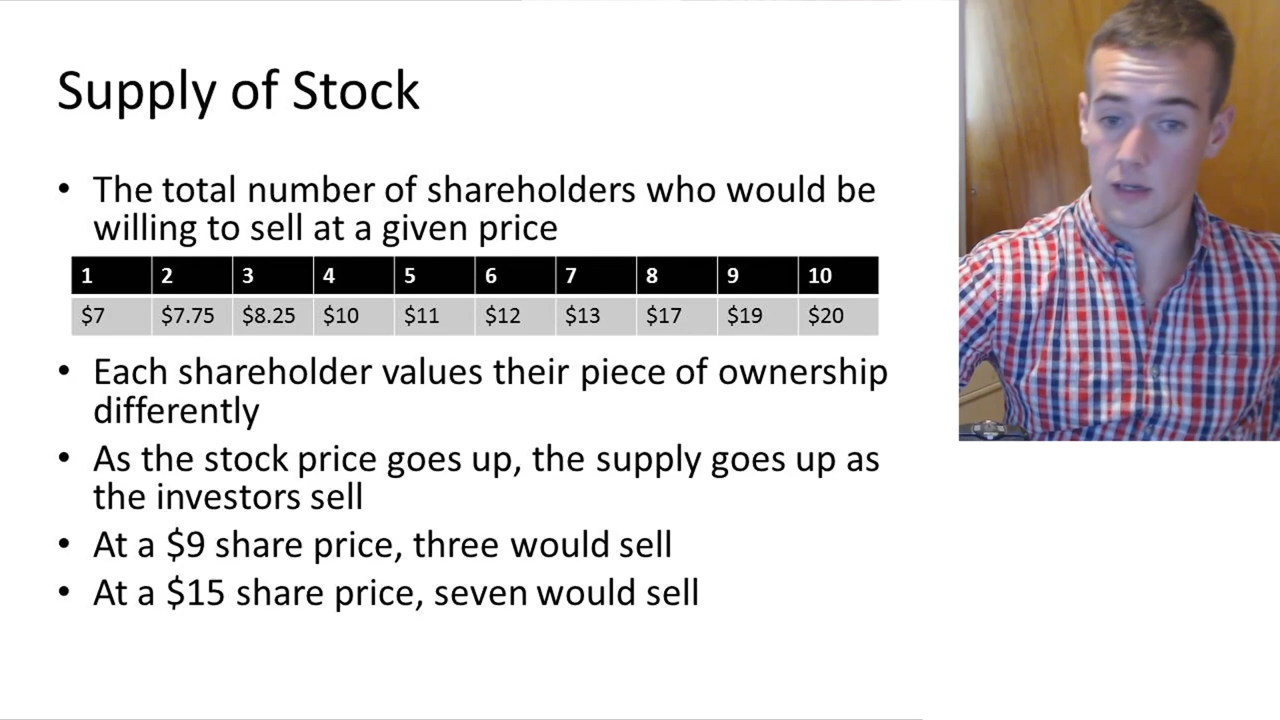 Supply of Stock
• The total number of shareholders who would be
willing to sell at a given price
1 2 3 4 5 6 7 8 9 10
$7 $7.75 $8.25 $10 $11 $12 $13 $17 $19 $20
• Each shareholder values their piece of ownership
differently
• As the stock price goes up, the supply goes up as
the investors sell
• At a $9 share price, three would sell
• At a $15 share price, seven would sell